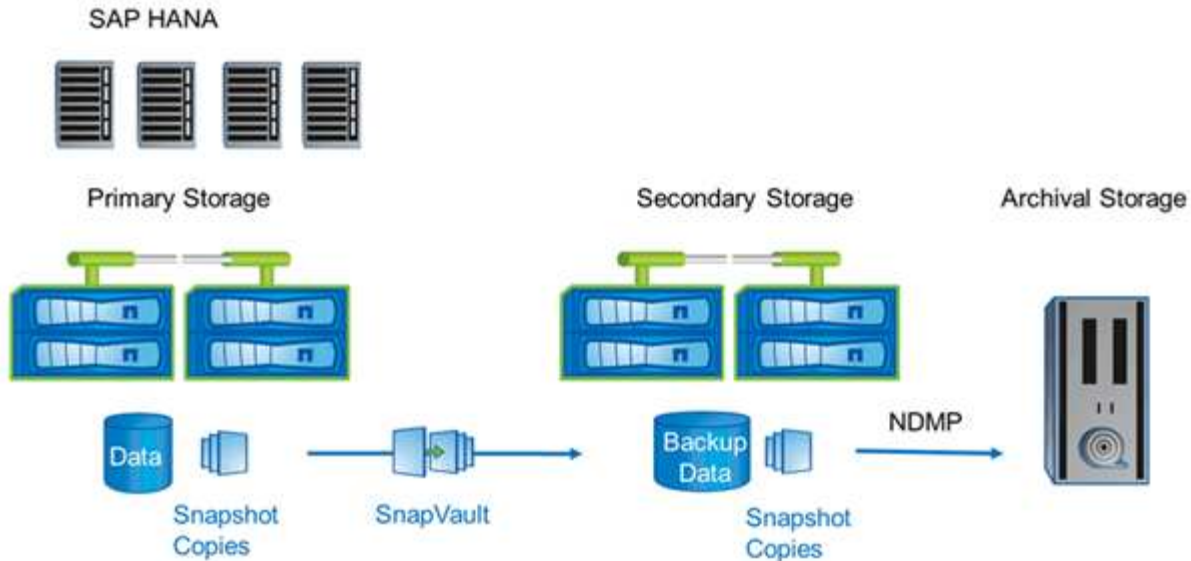 SAP HANA
Primary Storage
Secondary Storage
Archival Storage
Data
Snapshot
Copies
SnapVault
Backup
Data
Snapshot
Copies
NDMP